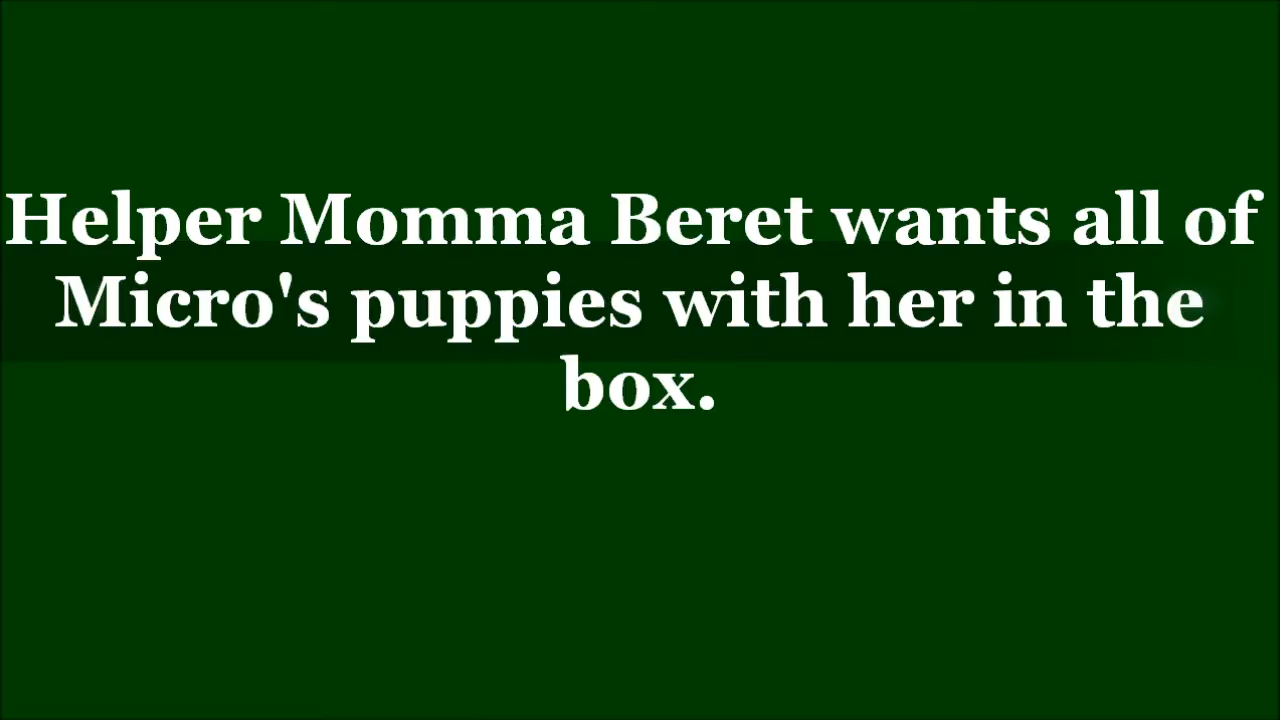 Helper Momma Beret wants all of
Micro's puppies with her in the
box.